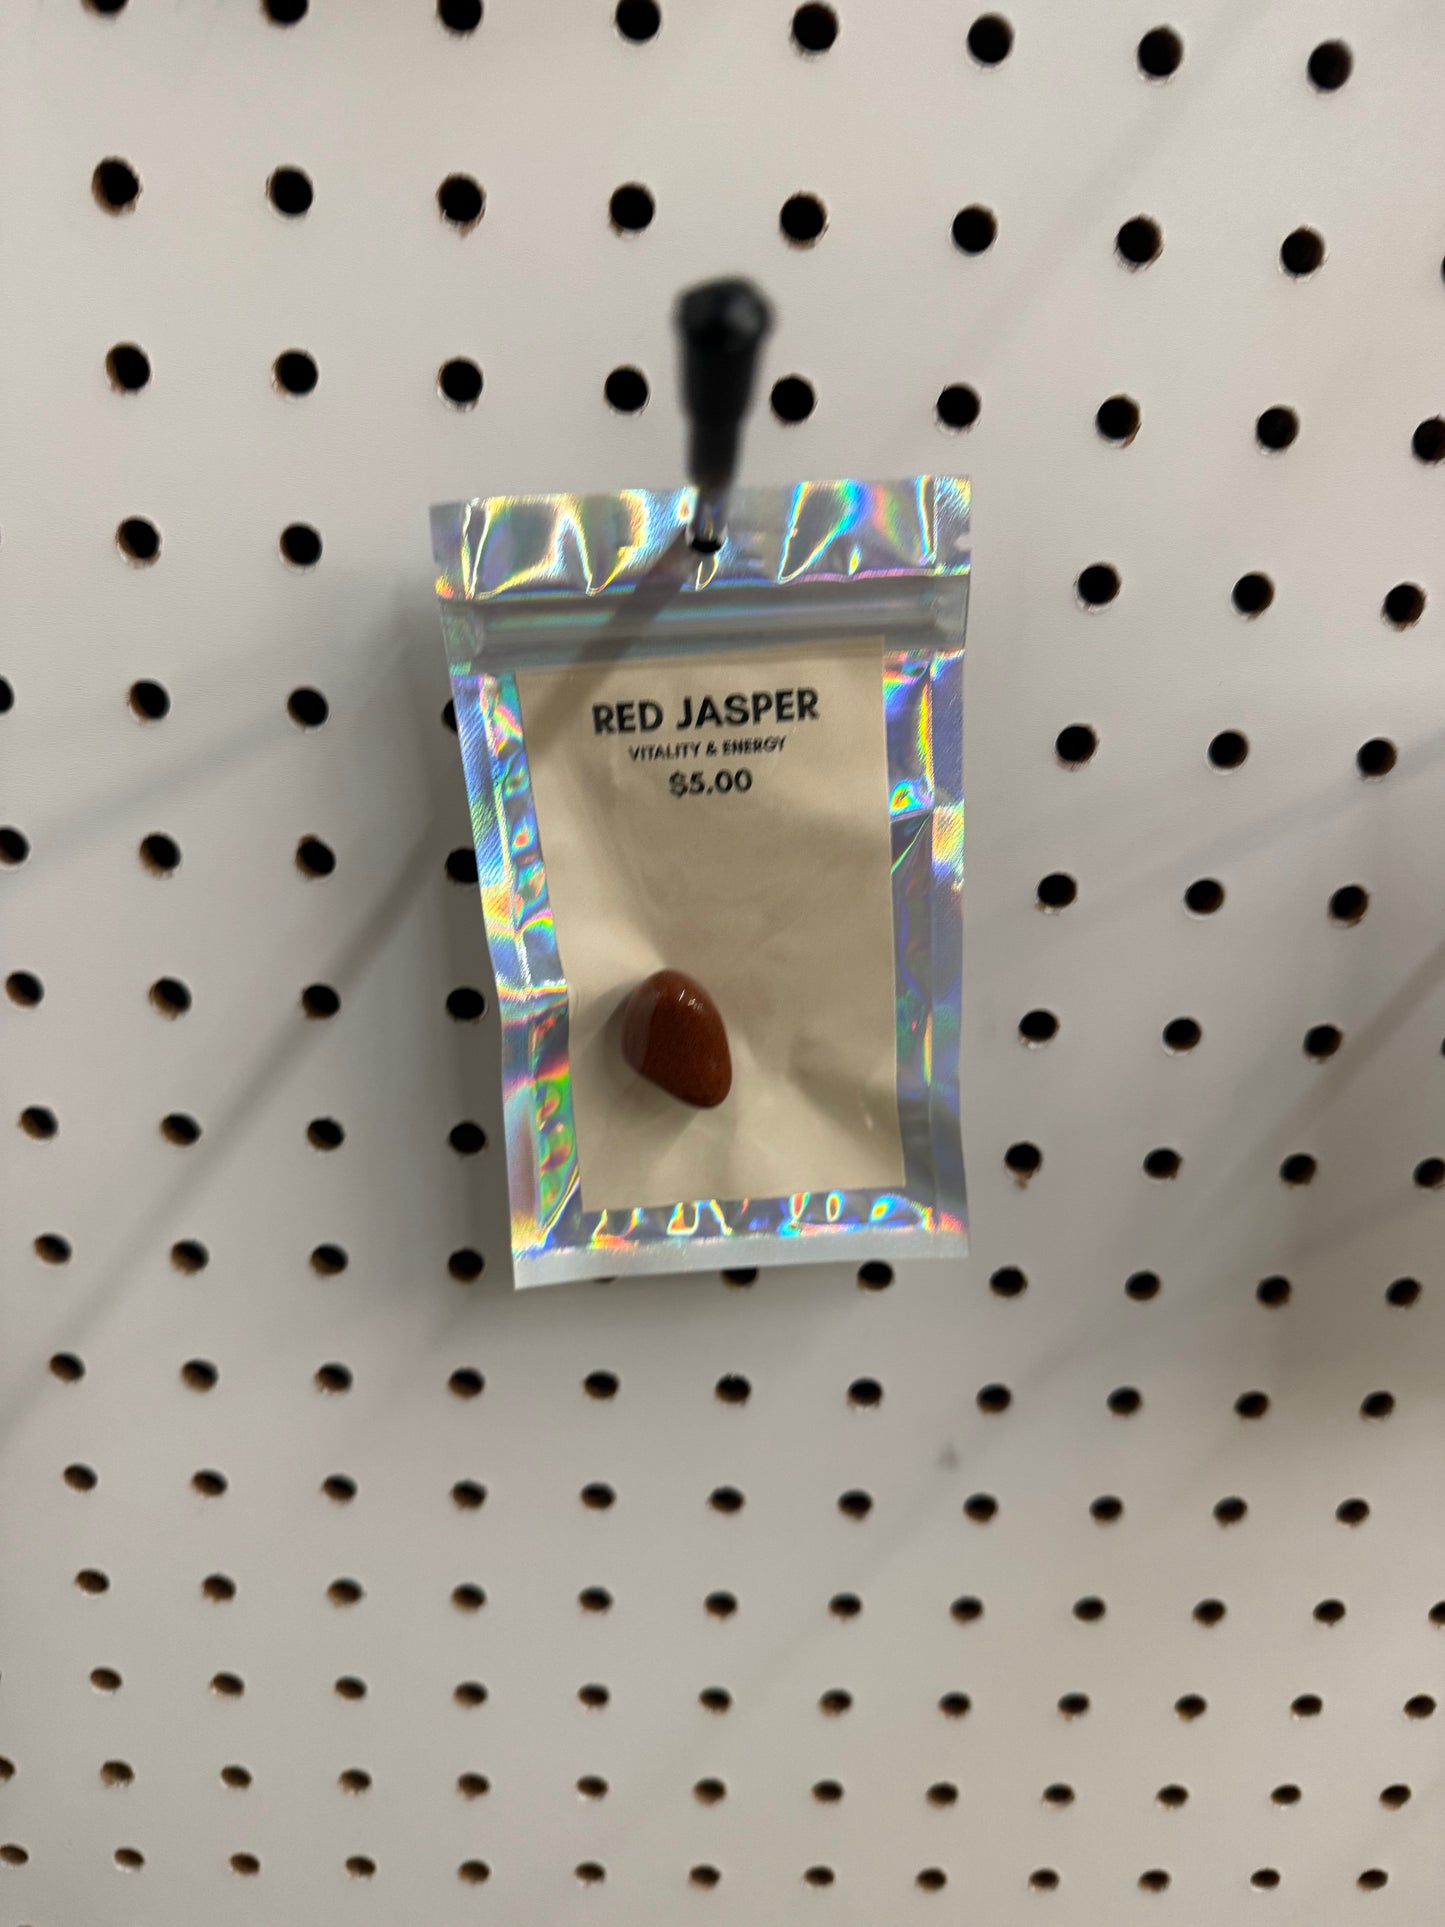 RED JASPER
VITALITY & ENERGY
$5.00